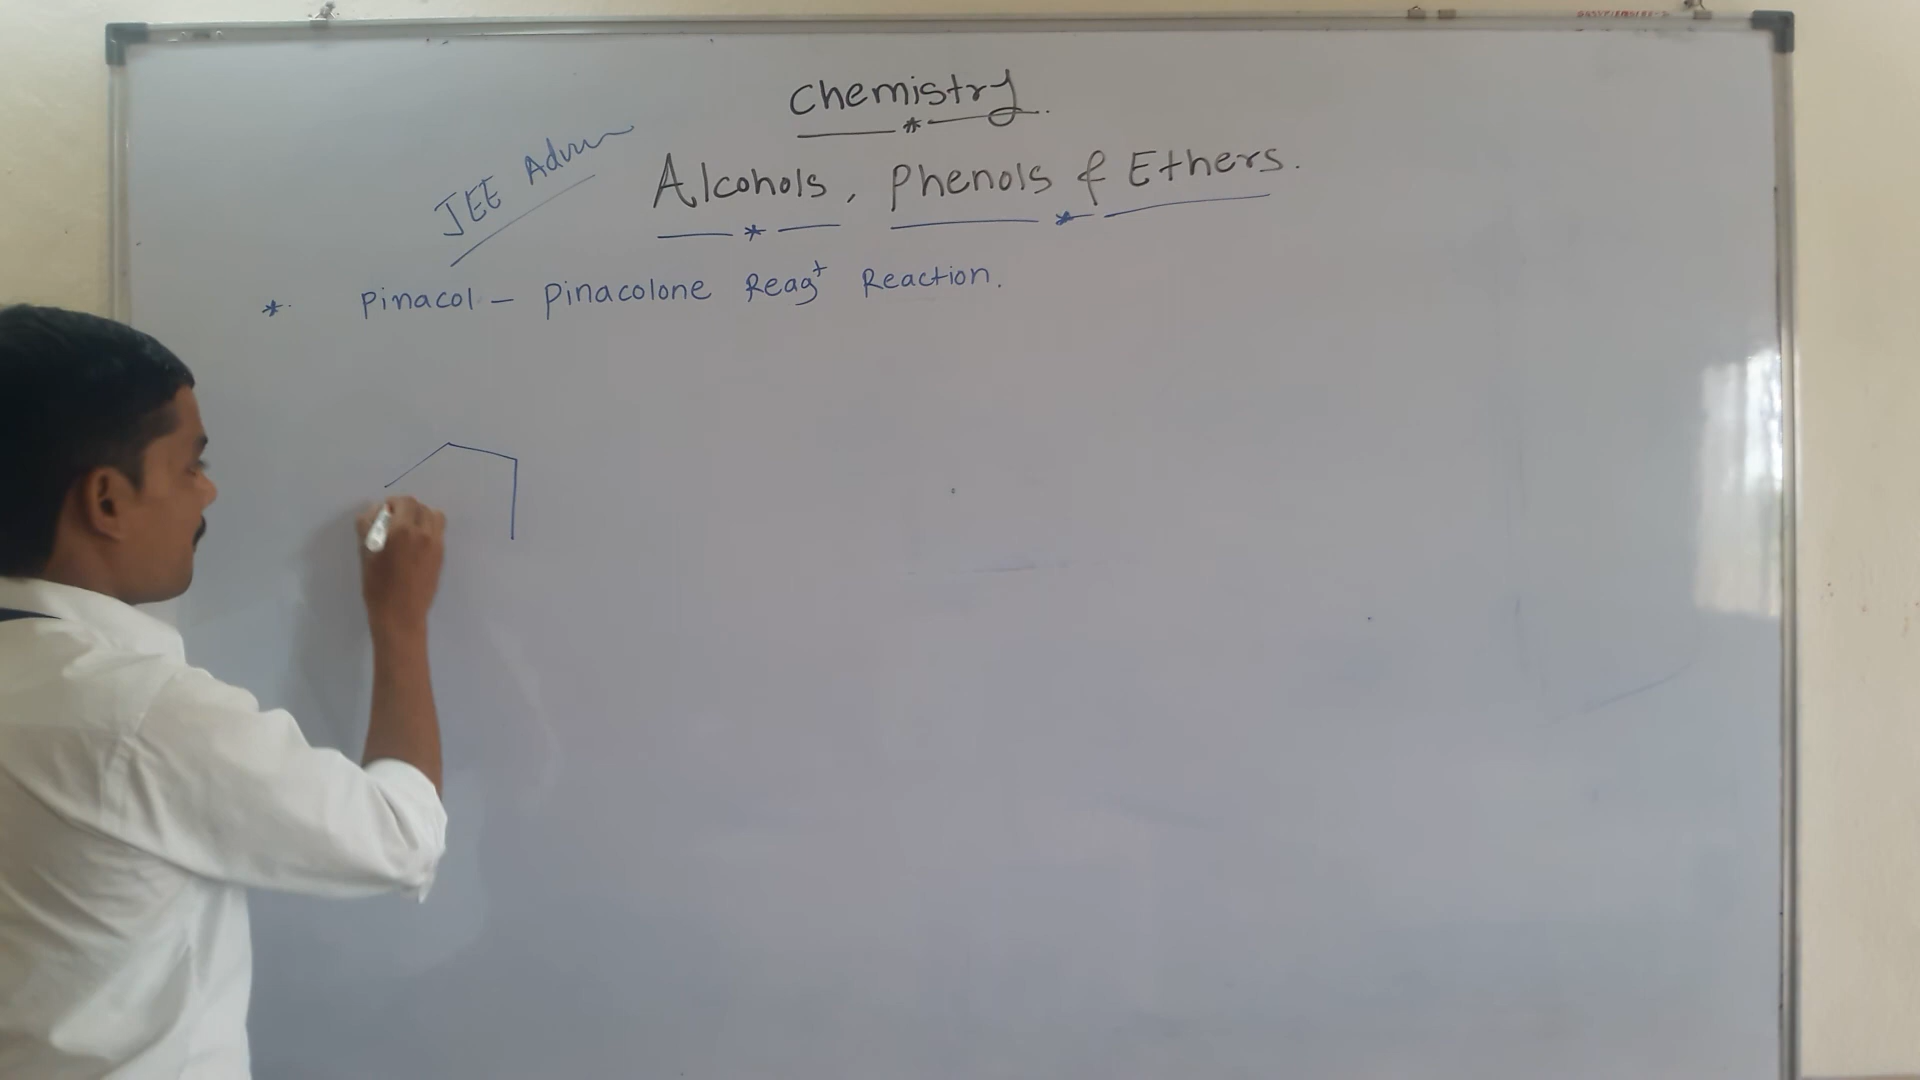 Chemistry.
JEE Adv
Alcohols, Phenols & Ethers.
* Pinacol - Pinacolone Reag⁺ Reaction.